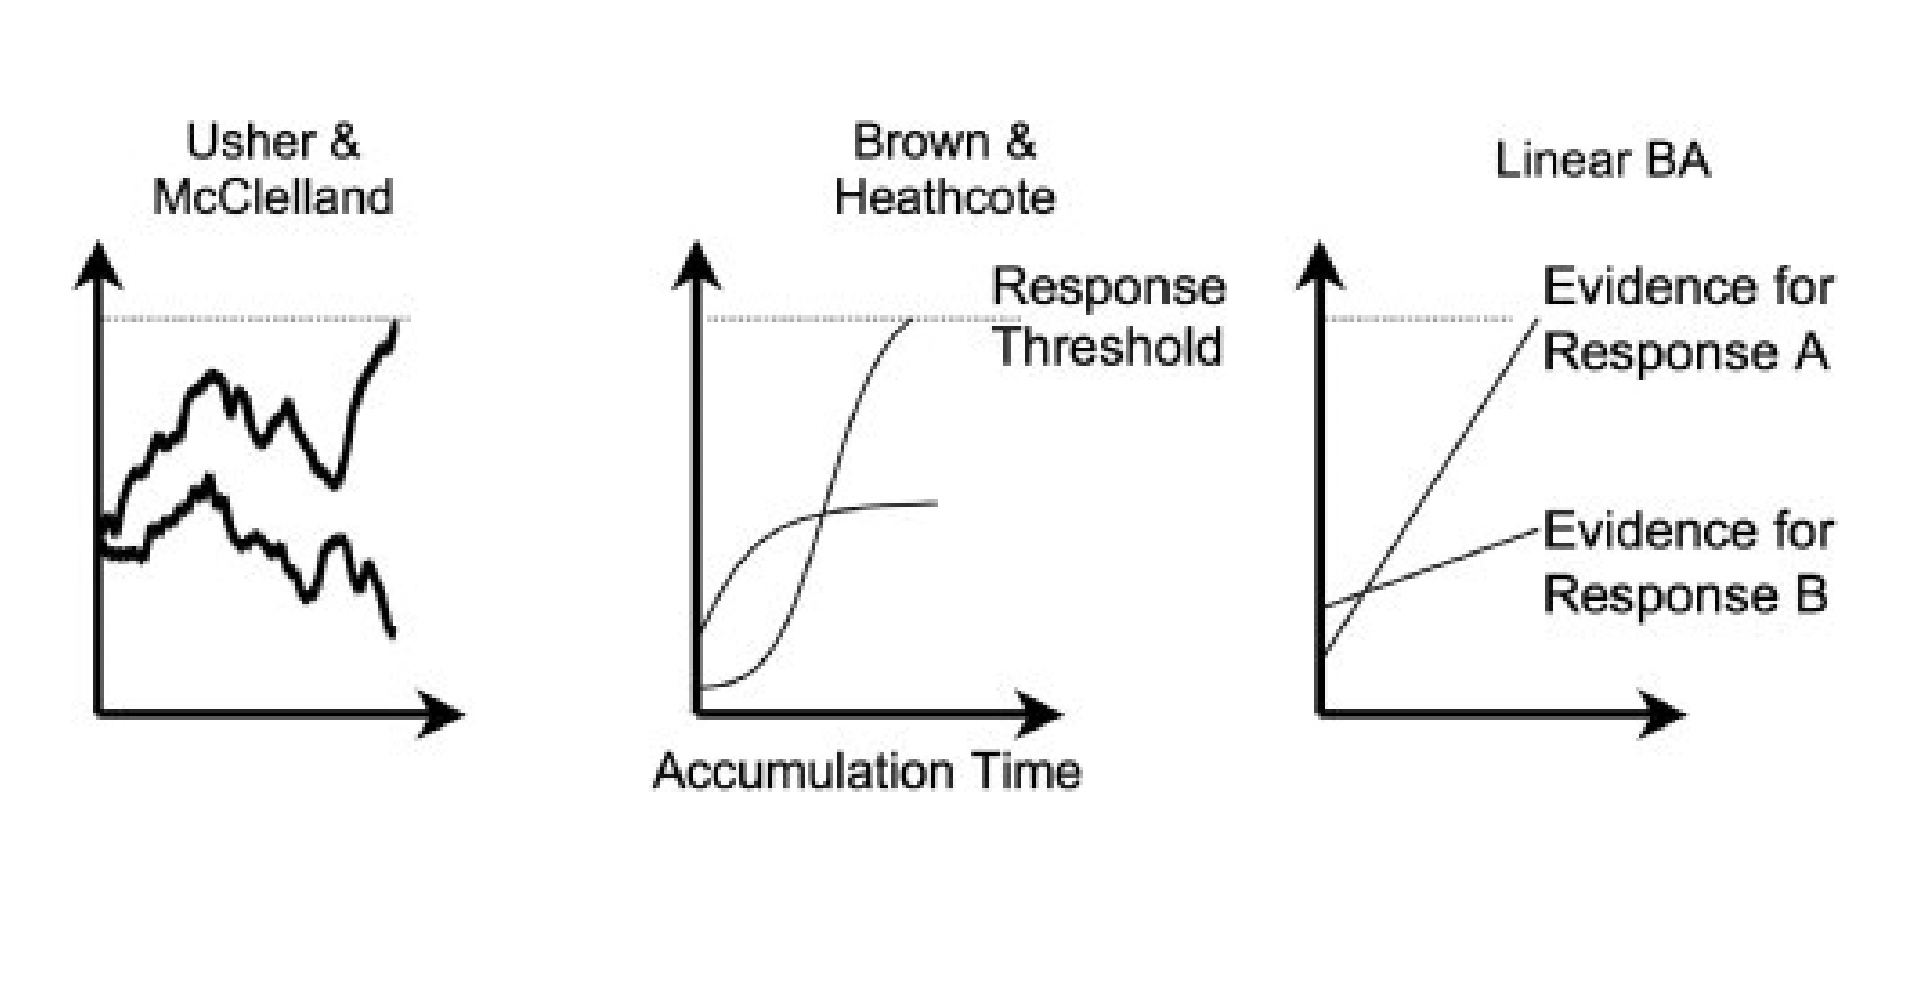 Usher &
McClelland
Brown &
Heathcote
Linear BA
Response
Threshold
Evidence for
Response A
Evidence for
Response B
Accumulation Time